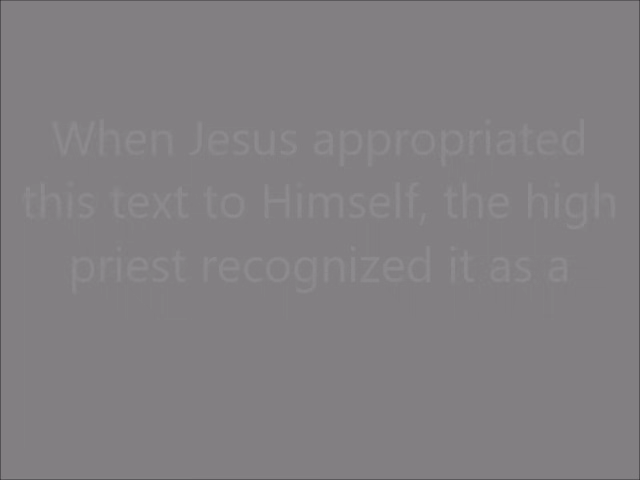 When Jesus appropriated
this text to Himself, the high
priest recognized it as a